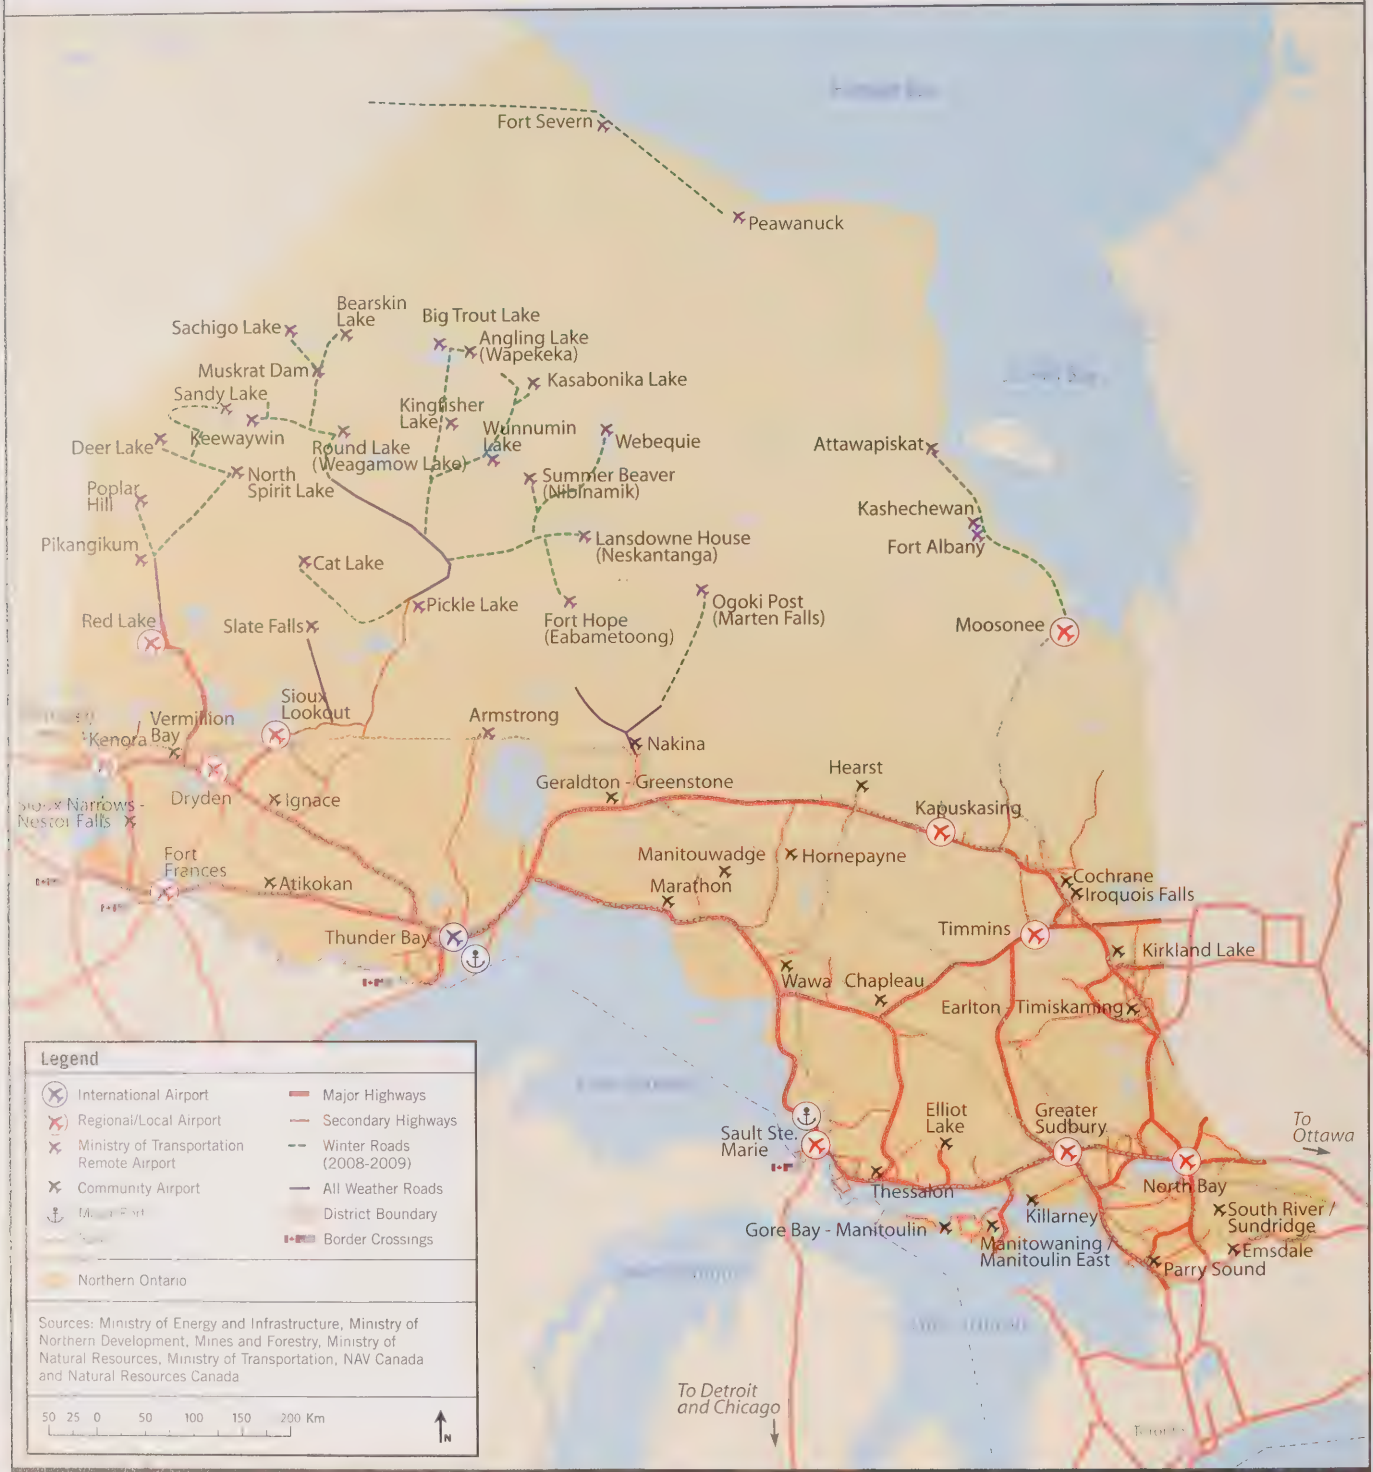 Fort Severn
Peawanuck
Bearskin
Lake
Sachigo Lake
Big Trout Lake
Angling Lake
(Wapekeka)
Muskrat Dam
Kasabonika Lake
Sandy Lake
Kingfisher
Lake
Wunnumin
Lake
Keewaywin
Deer Lake
Round Lake
(Weagamow Lake)
Webequie
Attawapiskat
North
Spirit Lake
Summer Beaver
(Nibinamik)
Poplar
Hill
Kashechewan
Pikangikum
Lansdowne House
(Neskantanga)
Fort Albany
Cat Lake
Pickle Lake
Fort Hope
(Eabametoong)
Ogoki Post
(Marten Falls)
Red Lake
Slate Falls
Moosonee
Sioux
Lookout
Vermillion
Bay
Kenora
Armstrong
Nakina
Geraldton - Greenstone
Hearst
Dryden
Ignace
Sioux Narrows -
Nestor Falls
Kapuskasing
Fort
Frances
Atikokan
Manitouwadge
Hornepayne
Marathon
Cochrane
Iroquois Falls
Thunder Bay
Timmins
Kirkland Lake
Wawa
Chapleau
Earlton - Timiskaming
Elliot
Lake
Greater
Sudbury
Sault Ste.
Marie
To
Ottawa
Thessalon
North Bay
Killarney
South River /
Sundridge
Gore Bay - Manitoulin
Manitowaning /
Manitoulin East
Emsdale
Parry Sound
To Detroit
and Chicago
Legend
International Airport
Regional/Local Airport
Ministry of Transportation
Remote Airport
Community Airport
Major Highways
Secondary Highways
Winter Roads
(2008-2009)
All Weather Roads
District Boundary
Border Crossings
Northern Ontario
Sources: Ministry of Energy and Infrastructure, Ministry of
Northern Development, Mines and Forestry, Ministry of
Natural Resources, Ministry of Transportation, NAV Canada
and Natural Resources Canada
50 25 0 50 100 150 200 Km
N